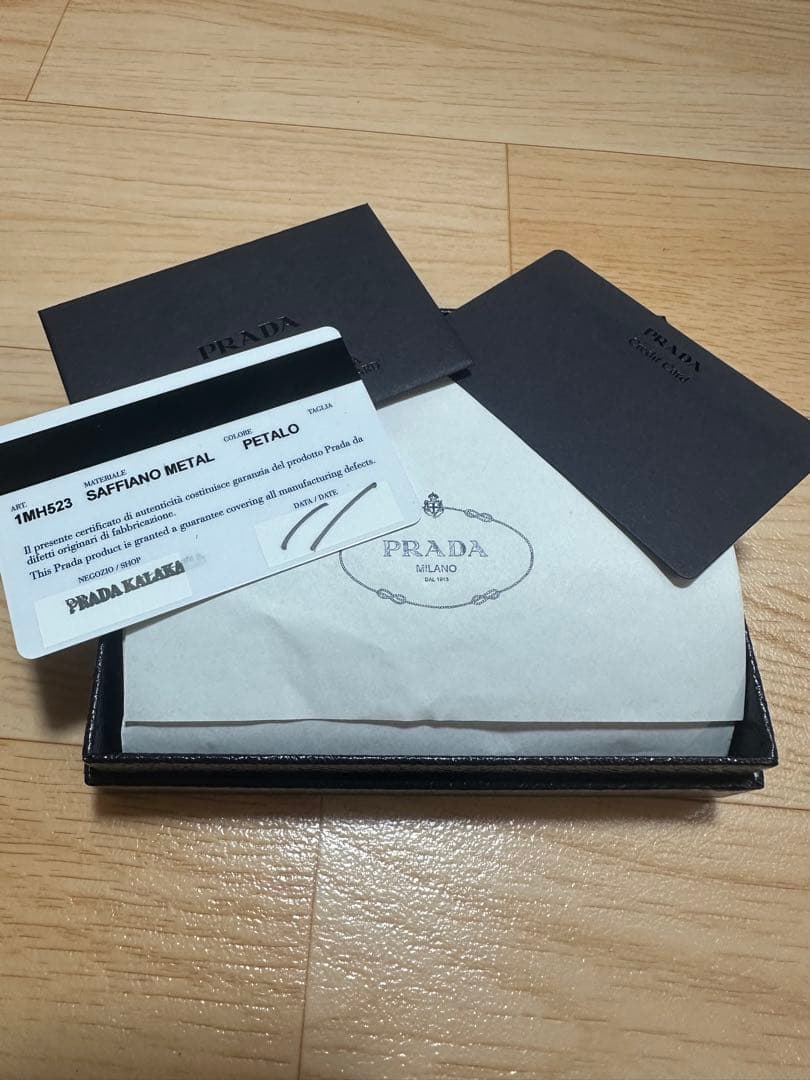 PRADA
PRADA
Credit Card
ART.
1MH523
MATERIALE
SAFFIANO METAL
COLORE
PETALO
TAGLIA
Il presente certificato di autenticità costituisce garanzia del prodotto Prada da
difetti originari di fabbricazione.
This Prada product is granted a guarantee covering all manufacturing defects.
NEGOZIO / SHOP
PRADA KALAKA
DATA / DATE
PRADA
MILANO
DAL 1913